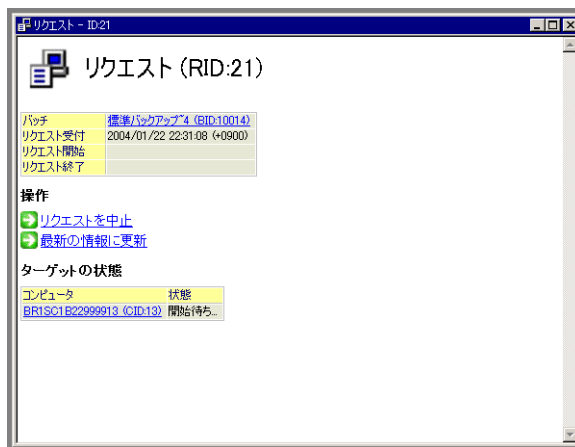 リクエスト - ID:21
リクエスト (RID:21)
バッチ 標準バックアップ~4 (BID:10014)
リクエスト受付 2004/01/22 22:31:08 (+0900)
リクエスト開始
リクエスト終了
操作
リクエストを中止
最新の情報に更新
ターゲットの状態
コンピュータ 状態
BR1SC1B22999913 (CID:13) 開始待ち...